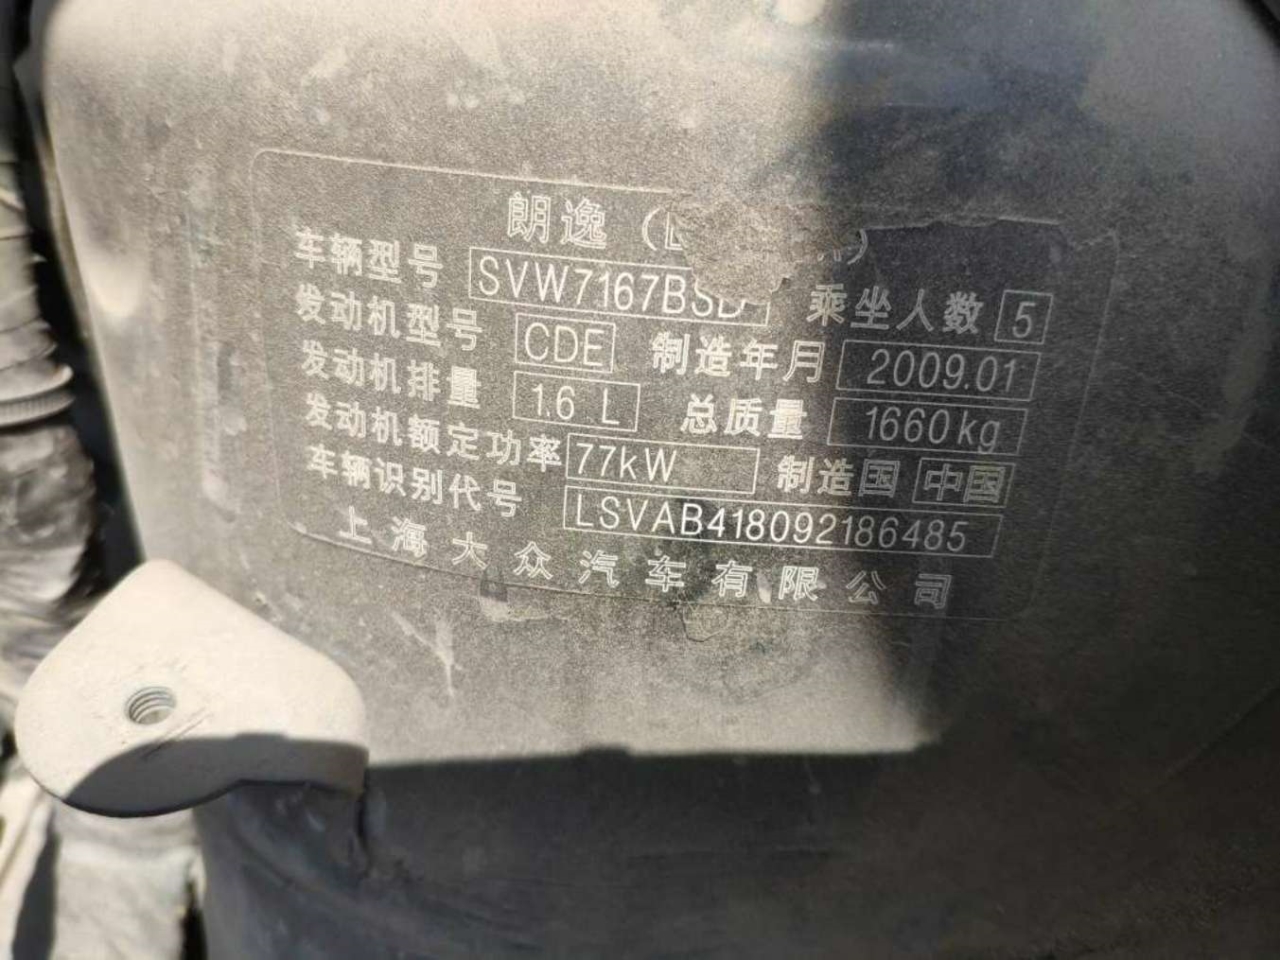 朗逸
车辆型号 SVW7167BSD 乘坐人数 5
发动机型号 CDE 制造年月 2009.01
发动机排量 1.6 L 总质量 1660kg
发动机额定功率 77kW 制造国 中国
车辆识别代号 LSVAB418092186485
上海大众汽车有限公司